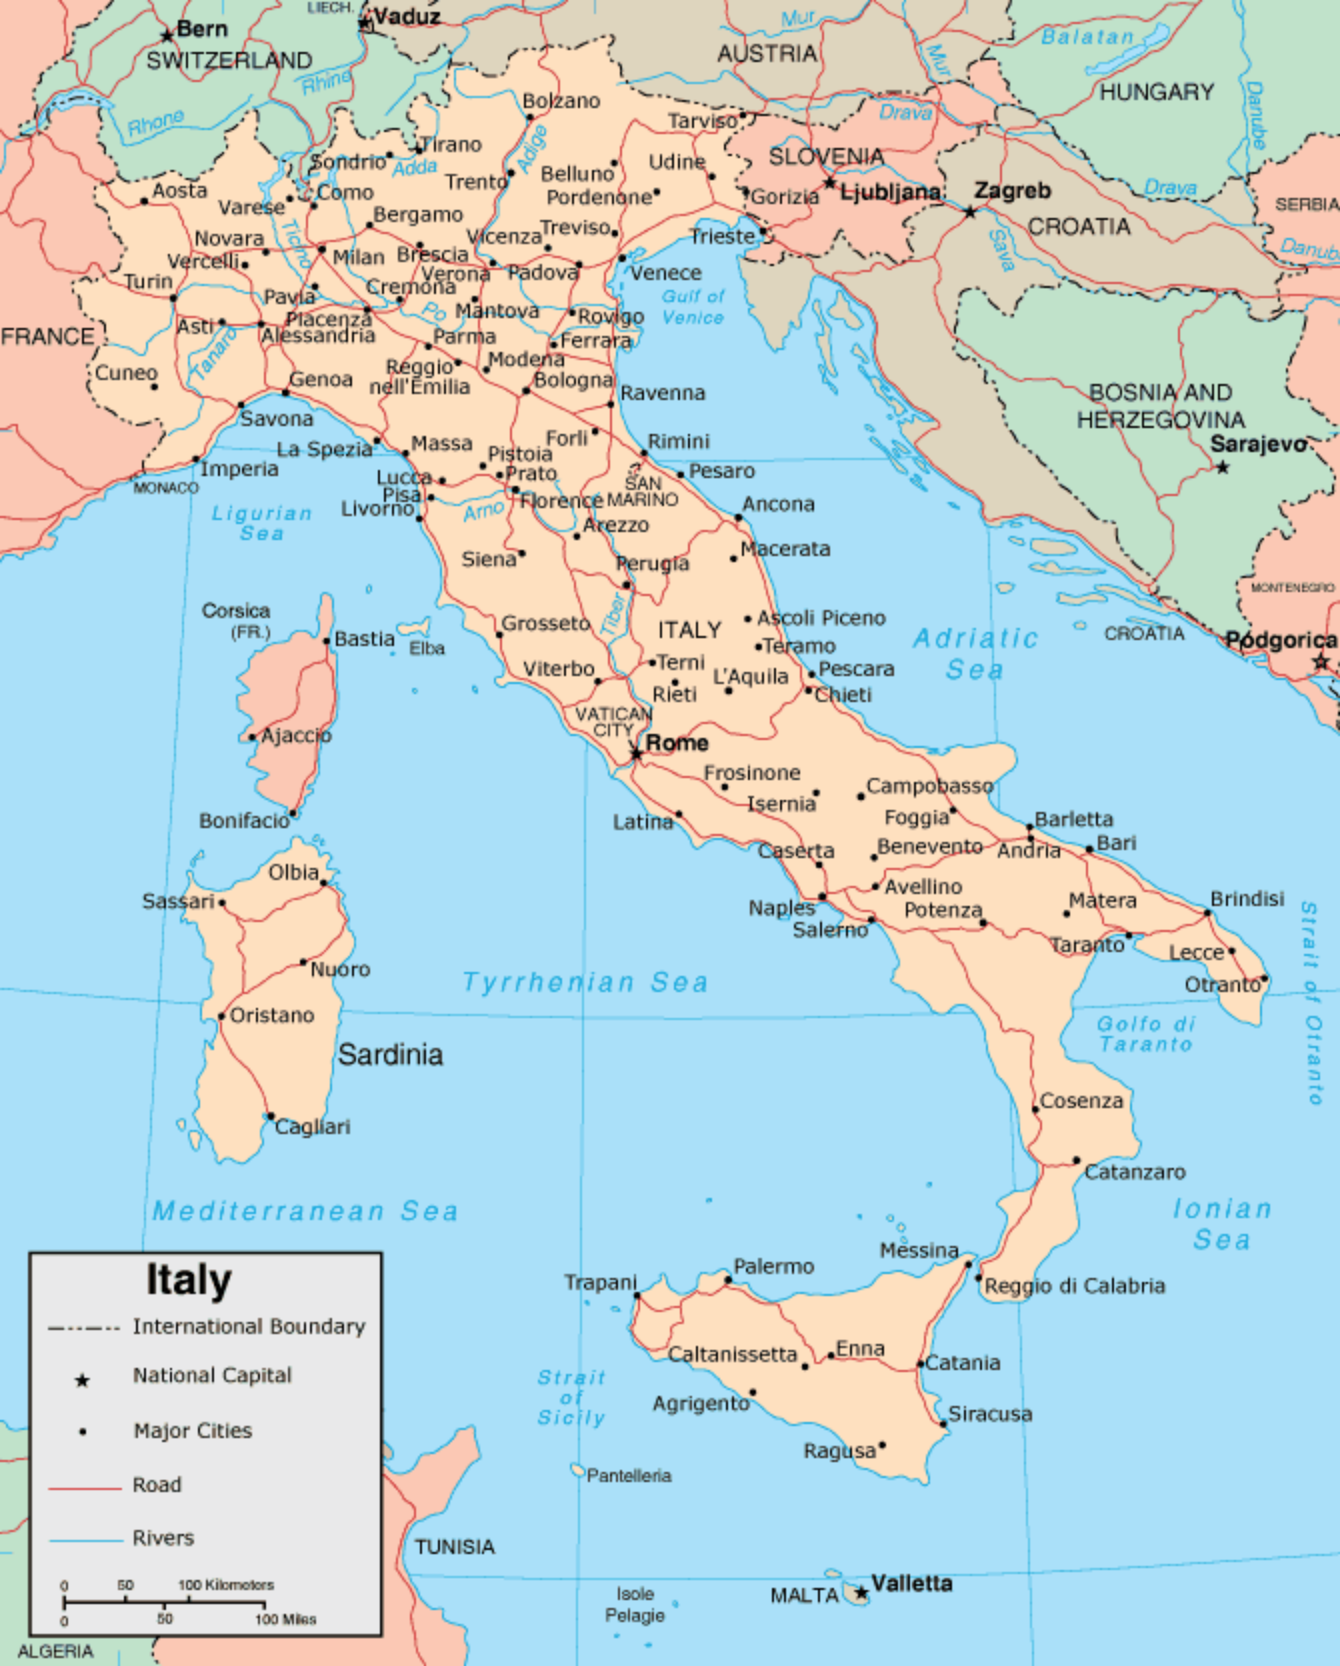 LIECH.
Vaduz
Bern
SWITZERLAND
Rhine
Rhone
Mur
AUSTRIA
Mur
Balatan
HUNGARY
Danube
Drava
Bolzano
Tarviso
Tirano
Sondrio
Adda
Adige
Trento
Belluno
Udine
Pordenone
SLOVENIA
Ljubljana
Gorizia
Zagreb
CROATIA
Drava
SERBIA
Danub
Sava
Aosta
Varese
Como
Bergamo
Novara
Ticino
Milan
Brescia
Vicenza
Treviso
Trieste
Vercelli
Verona
Padova
Venece
Turin
Pavia
Cremona
Gulf of
Venice
Asti
Piacenza
Po
Mantova
Rovigo
FRANCE
Alessandria
Tanaro
Parma
Ferrara
Cuneo
Reggio
nell'Emilia
Modena
Genoa
Bologna
Ravenna
BOSNIA AND
HERZEGOVINA
Sarajevo
Savona
La Spezia
Massa
Forli
Rimini
Imperia
Pistoia
Prato
Pesaro
MONACO
Lucca
Pisa
SAN
MARINO
Livorno
Arno
Florence
Ancona
Ligurian
Sea
Arezzo
Siena
Perugia
Macerata
MONTENEGRO
Corsica
(FR.)
Bastia
Elba
Grosseto
Tiber
ITALY
Ascoli Piceno
Teramo
Adriatic
Sea
CROATIA
Podgorica
Viterbo
Terni
Rieti
L'Aquila
Pescara
Chieti
Ajaccio
VATICAN
CITY
Rome
Bonifacio
Frosinone
Isernia
Campobasso
Latina
Foggia
Barletta
Caserta
Benevento
Andria
Bari
Olbia
Sassari
Naples
Avellino
Salerno
Potenza
Matera
Brindisi
Taranto
Lecce
Otranto
Strait of Otranto
Nuoro
Tyrrhenian Sea
Oristano
Sardinia
Golfo di
Taranto
Cagliari
Cosenza
Catanzaro
Mediterranean Sea
Ionian
Sea
Messina
Reggio di Calabria
Trapani
Palermo
Caltanissetta
Enna
Catania
Strait
of
Sicily
Agrigento
Siracusa
Ragusa
Pantelleria
TUNISIA
Isole
Pelagie
MALTA
Valletta
ALGERIA
Italy
International Boundary
National Capital
Major Cities
Road
Rivers
0 50 100 Kilometers
0 50 100 Miles